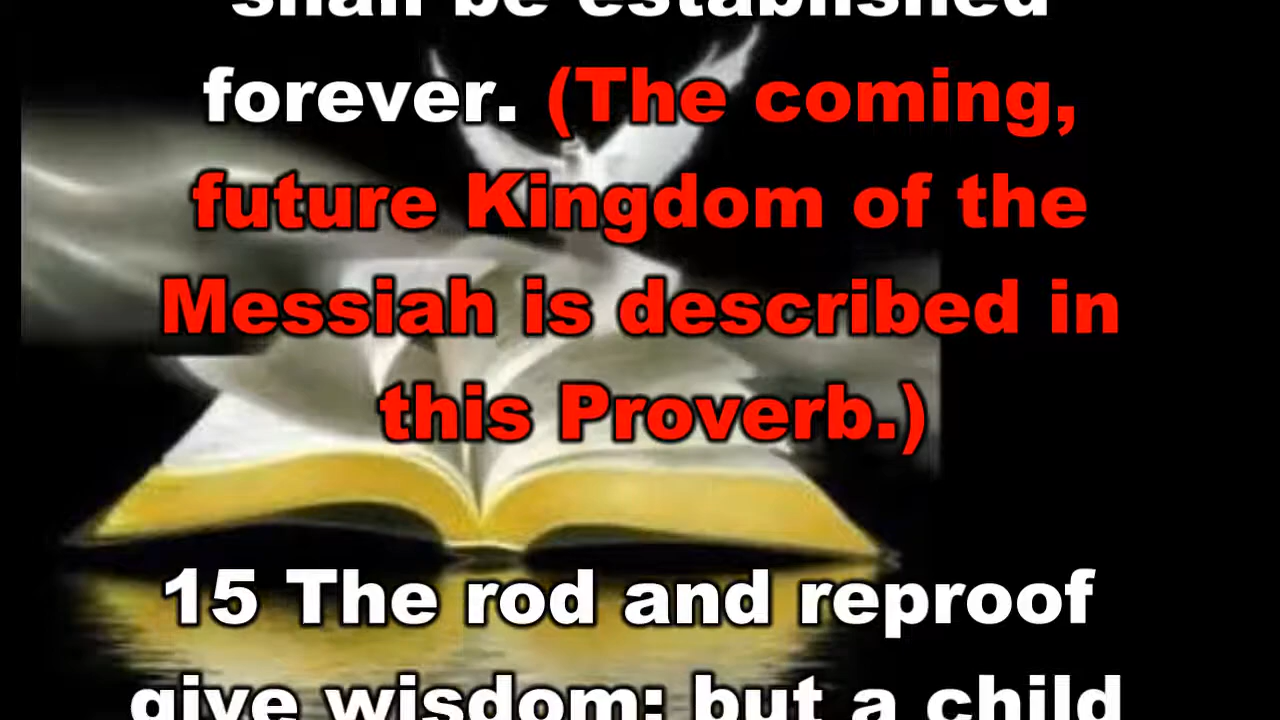 shall be established
forever. (The coming,
future Kingdom of the
Messiah is described in
this Proverb.)
15 The rod and reproof
give wisdom: but a child